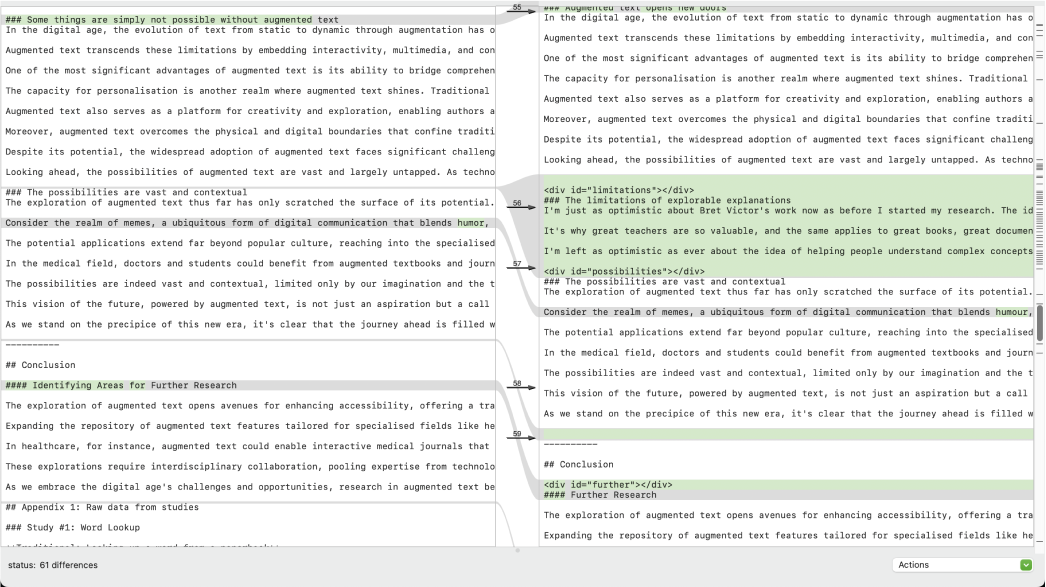 ### Some things are simply not possible without augmented text
In the digital age, the evolution of text from static to dynamic through augmentation has o
Augmented text transcends these limitations by embedding interactivity, multimedia, and con
One of the most significant advantages of augmented text is its ability to bridge comprehen
The capacity for personalisation is another realm where augmented text shines. Traditional
Augmented text also serves as a platform for creativity and exploration, enabling authors a
Moreover, augmented text overcomes the physical and digital boundaries that confine traditi
Despite its potential, the widespread adoption of augmented text faces significant challeng
Looking ahead, the possibilities of augmented text are vast and largely untapped. As techno
### The possibilities are vast and contextual
The exploration of augmented text thus far has only scratched the surface of its potential.
Consider the realm of memes, a ubiquitous form of digital communication that blends humor,
The potential applications extend far beyond popular culture, reaching into the specialised
In the medical field, doctors and students could benefit from augmented textbooks and journ
The possibilities are indeed vast and contextual, limited only by our imagination and the t
This vision of the future, powered by augmented text, is not just an aspiration but a call
As we stand on the precipice of this new era, it's clear that the journey ahead is filled w
----------
## Conclusion
#### Identifying Areas for Further Research
The exploration of augmented text opens avenues for enhancing accessibility, offering a tra
Expanding the repository of augmented text features tailored for specialised fields like he
In healthcare, for instance, augmented text could enable interactive medical journals that
These explorations require interdisciplinary collaboration, pooling expertise from technolo
As we embrace the digital age's challenges and opportunities, research in augmented text be
## Appendix 1: Raw data from studies
### Study #1: Word Lookup
55
56
57
58
59
### Augmented text opens new doors
In the digital age, the evolution of text from static to dynamic through augmentation has o
Augmented text transcends these limitations by embedding interactivity, multimedia, and con
One of the most significant advantages of augmented text is its ability to bridge comprehen
The capacity for personalisation is another realm where augmented text shines. Traditional
Augmented text also serves as a platform for creativity and exploration, enabling authors a
Moreover, augmented text overcomes the physical and digital boundaries that confine traditi
Despite its potential, the widespread adoption of augmented text faces significant challeng
Looking ahead, the possibilities of augmented text are vast and largely untapped. As techno
<div id="limitations"></div>
### The limitations of explorable explanations
I'm just as optimistic about Bret Victor's work now as before I started my research. The id
It's why great teachers are so valuable, and the same applies to great books, great documen
I'm left as optimistic as ever about the idea of helping people understand complex concepts
<div id="possibilities"></div>
### The possibilities are vast and contextual
The exploration of augmented text thus far has only scratched the surface of its potential.
Consider the realm of memes, a ubiquitous form of digital communication that blends humor,
The potential applications extend far beyond popular culture, reaching into the specialised
In the medical field, doctors and students could benefit from augmented textbooks and journ
The possibilities are indeed vast and contextual, limited only by our imagination and the t
This vision of the future, powered by augmented text, is not just an aspiration but a call
As we stand on the precipice of this new era, it's clear that the journey ahead is filled w
----------
## Conclusion
<div id="further"></div>
#### Further Research
The exploration of augmented text opens avenues for enhancing accessibility, offering a tra
Expanding the repository of augmented text features tailored for specialised fields like he
status: 61 differences
Actions